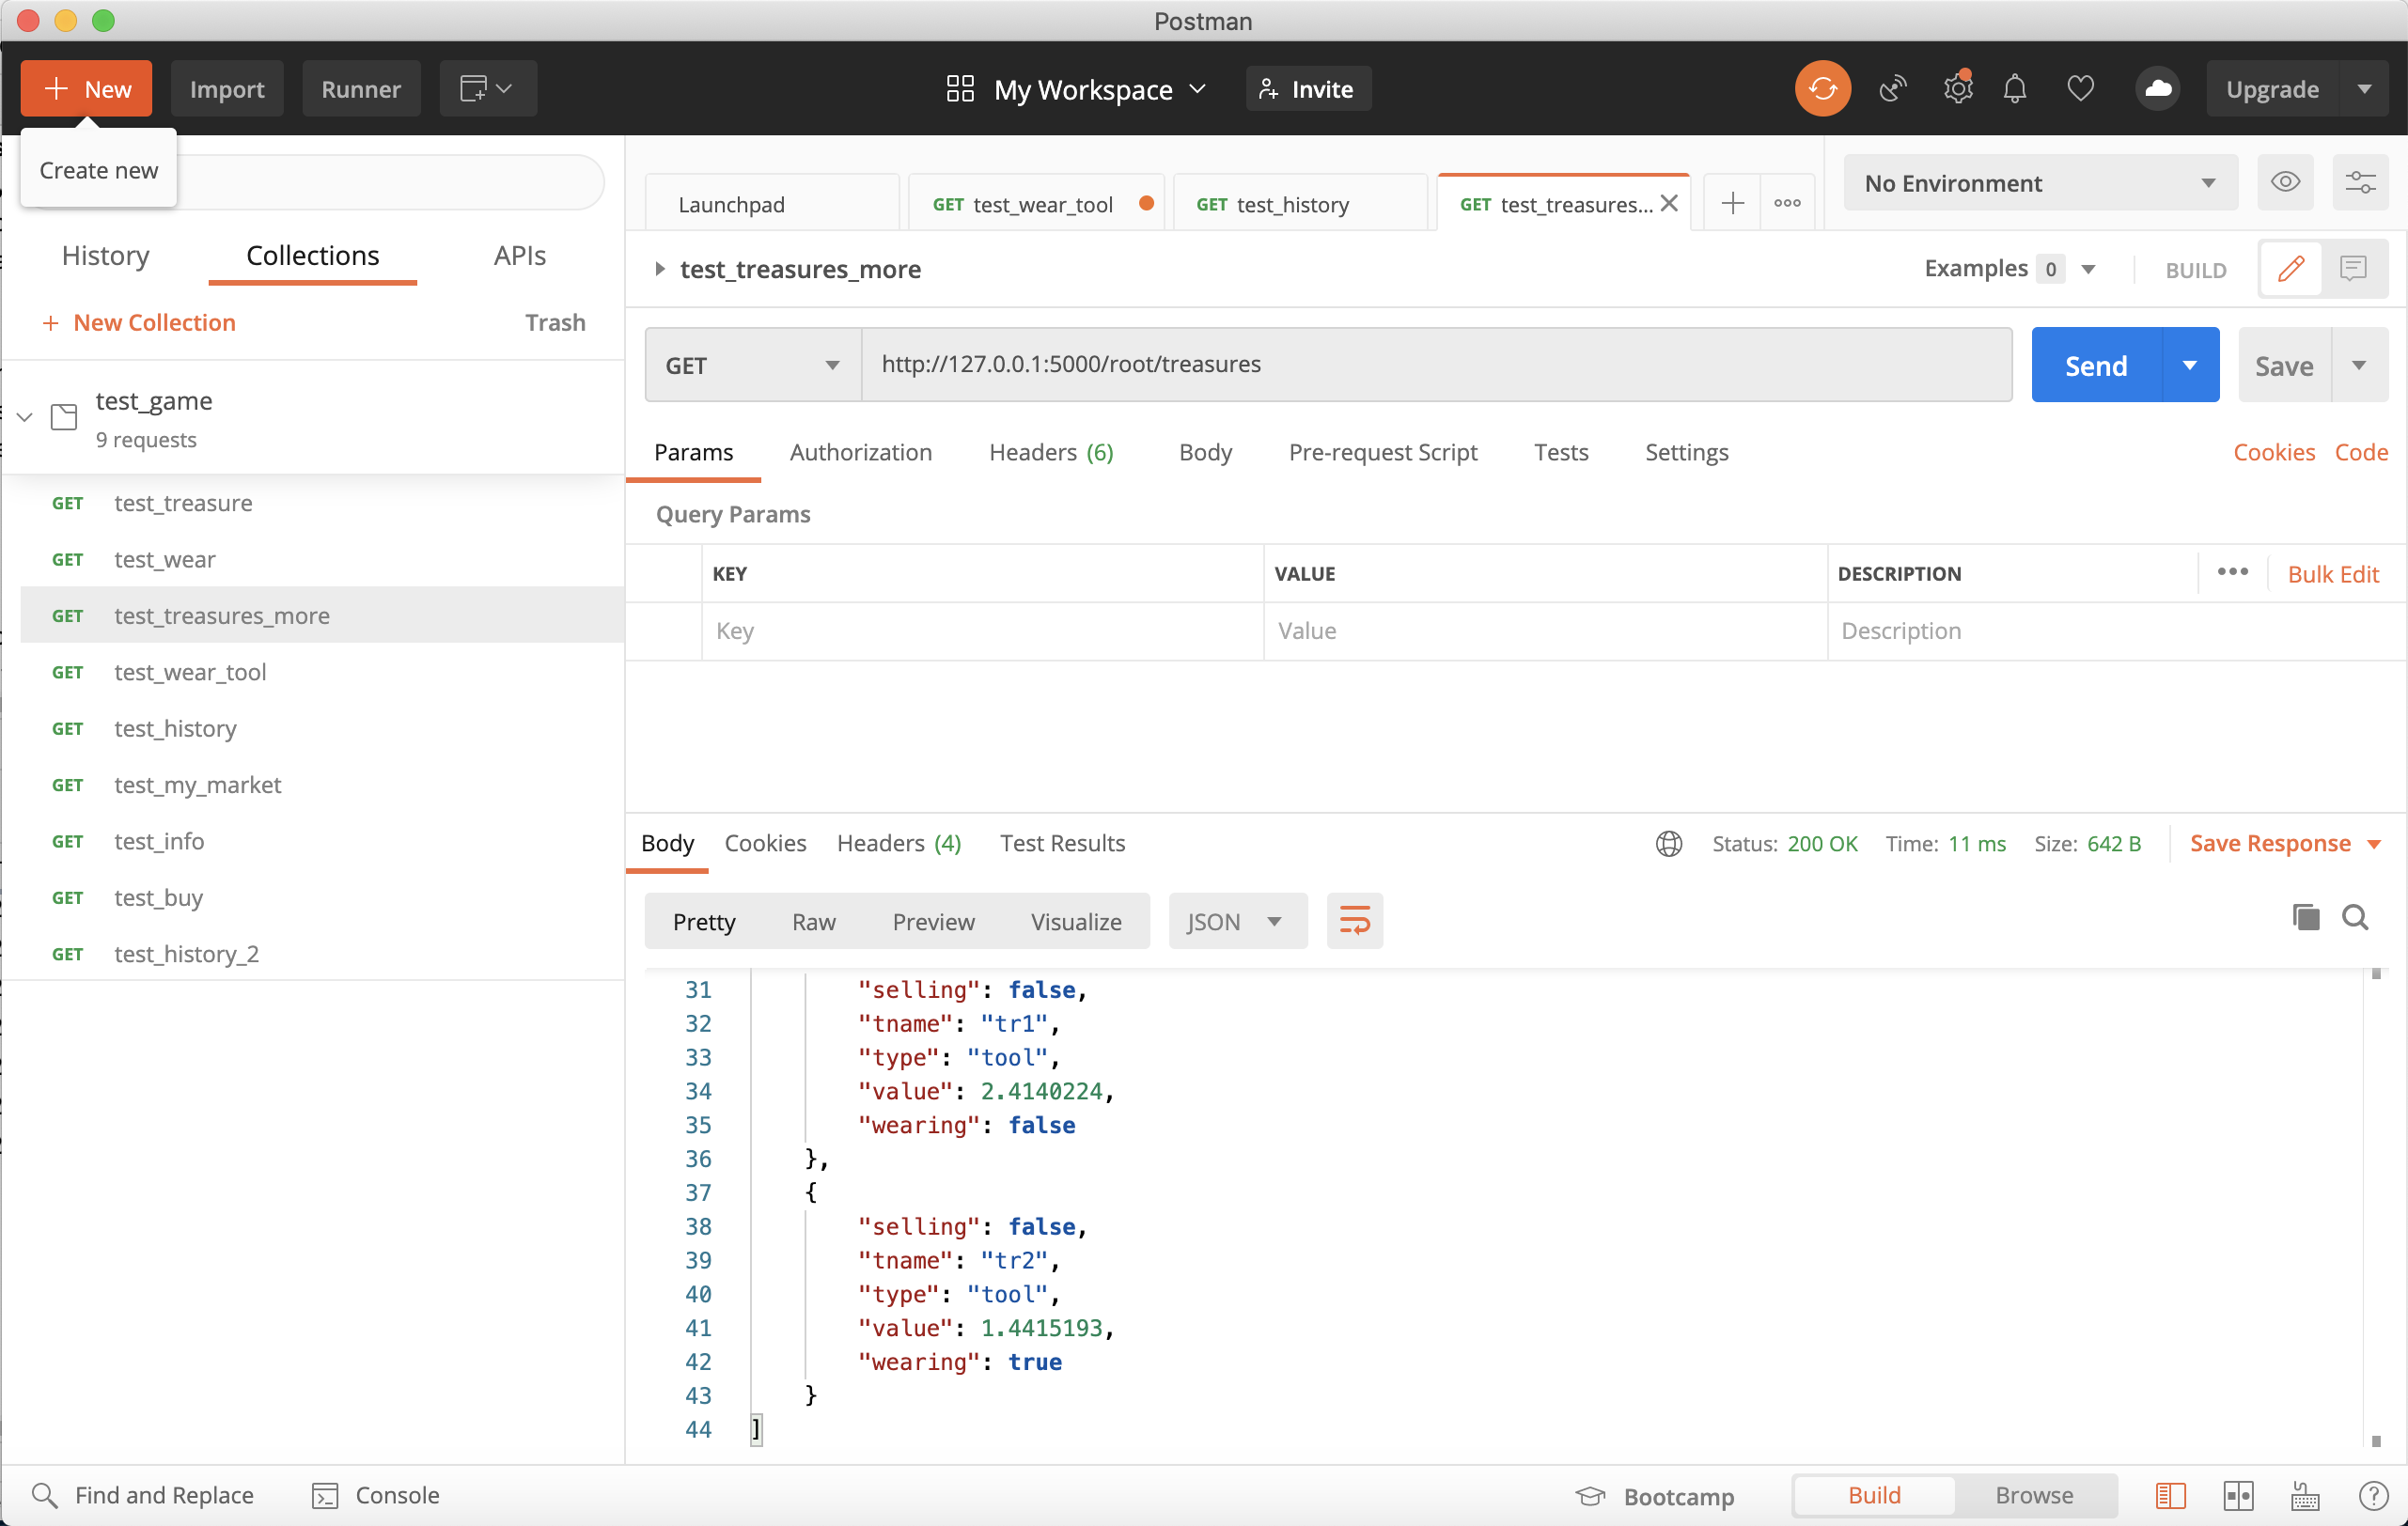 Postman
New
Import
Runner
My Workspace
Invite
Upgrade
Create new
History
Collections
APIs
New Collection
Trash
test_game
9 requests
GET test_treasure
GET test_wear
GET test_treasures_more
GET test_wear_tool
GET test_history
GET test_my_market
GET test_info
GET test_buy
GET test_history_2
Launchpad
GET test_wear_tool
GET test_history
GET test_treasures...
No Environment
test_treasures_more
Examples 0
BUILD
GET
http://127.0.0.1:5000/root/treasures
Send
Save
Params
Authorization
Headers (6)
Body
Pre-request Script
Tests
Settings
Cookies
Code
Query Params
KEY
VALUE
DESCRIPTION
Bulk Edit
Key
Value
Description
Body
Cookies
Headers (4)
Test Results
Status: 200 OK
Time: 11 ms
Size: 642 B
Save Response
Pretty
Raw
Preview
Visualize
JSON
31 "selling": false,
32 "tname": "tr1",
33 "type": "tool",
34 "value": 2.4140224,
35 "wearing": false
36 },
37 {
38 "selling": false,
39 "tname": "tr2",
40 "type": "tool",
41 "value": 1.4415193,
42 "wearing": true
43 }
44 ]
Find and Replace
Console
Bootcamp
Build
Browse